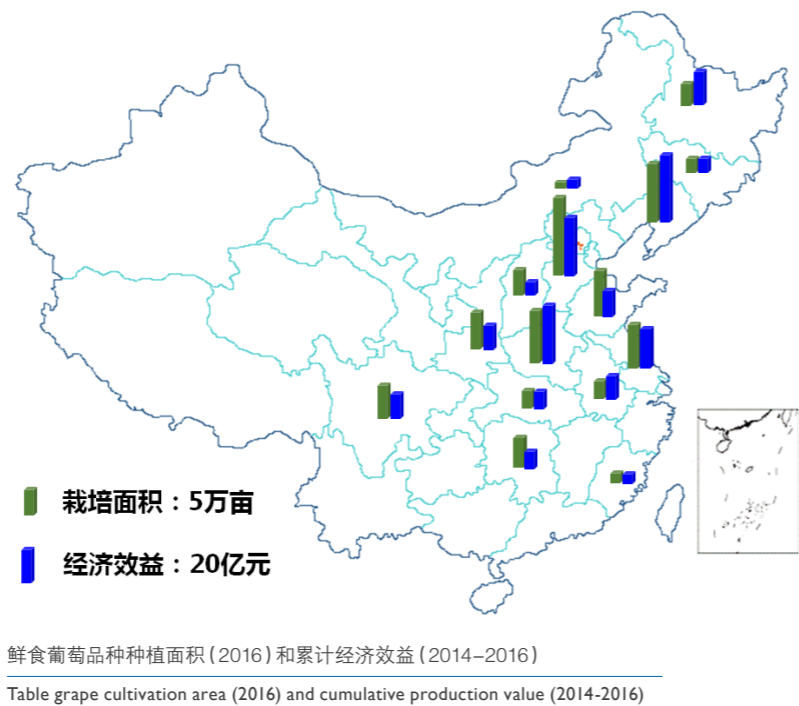 栽培面积：5万亩
经济效益：20亿元
鲜食葡萄品种种植面积(2016)和累计经济效益(2014-2016)
Table grape cultivation area (2016) and cumulative production value (2014-2016)